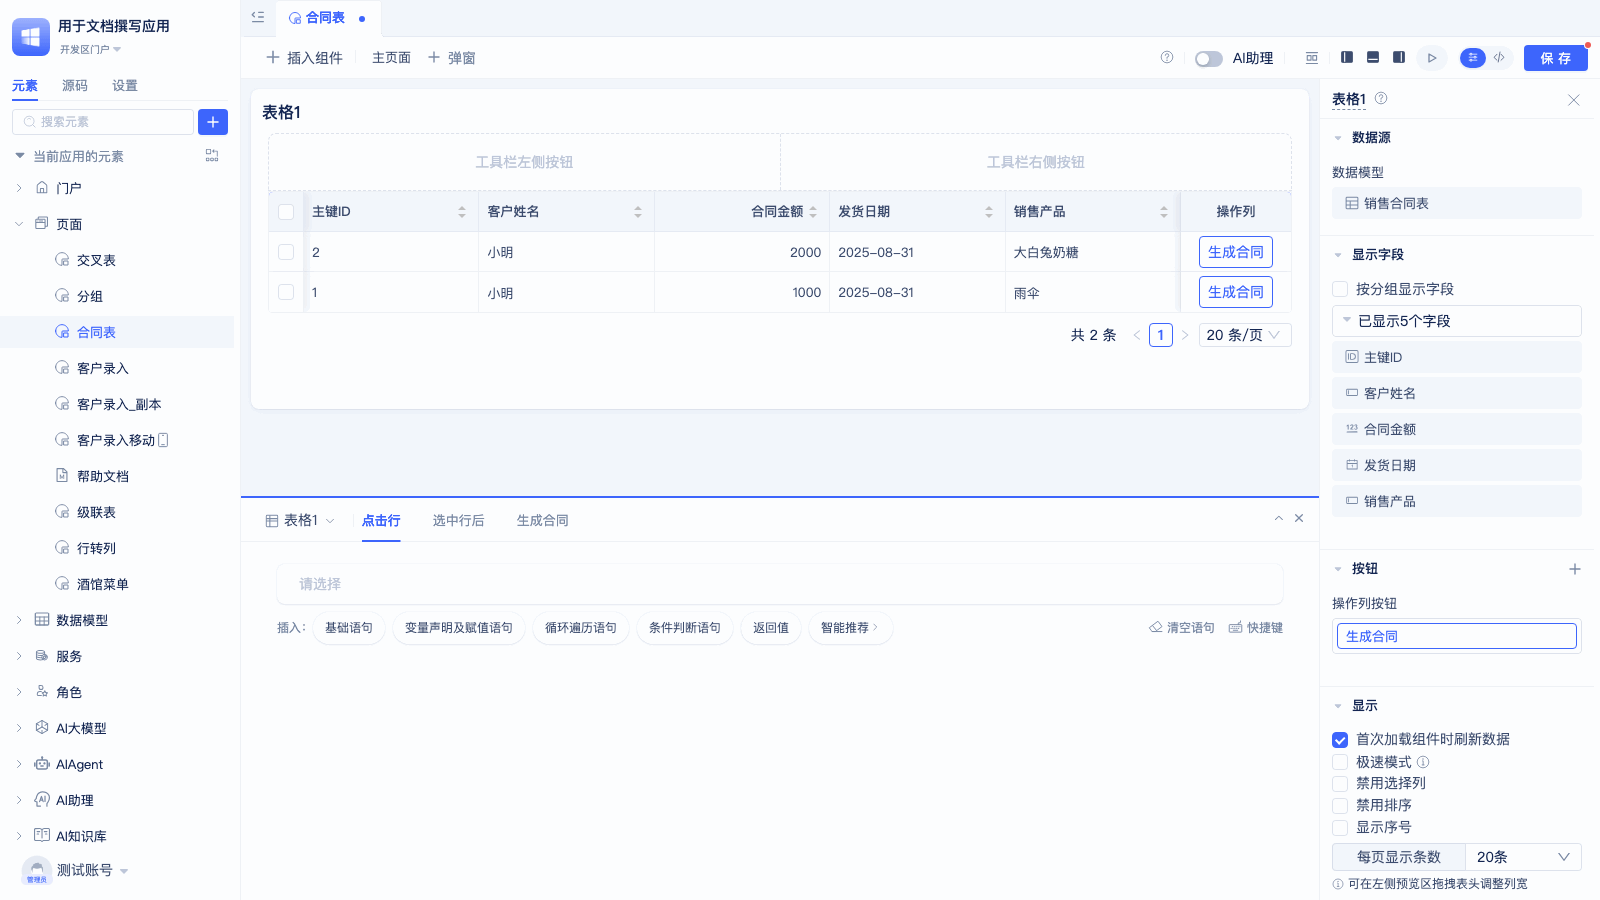 用于文档撰写应用
开发区门户
元素 源码 设置
搜索元素
当前应用的元素
门户
页面
交叉表
分组
合同表
客户录入
客户录入_副本
客户录入移动
帮助文档
级联表
行转列
酒馆菜单
数据模型
服务
角色
AI大模型
AIAgent
AI助理
AI知识库
测试账号
管理员
合同表
插入组件 主页面 弹窗
AI助理
保存
表格1
工具栏左侧按钮 工具栏右侧按钮
主键ID 客户姓名 合同金额 发货日期 销售产品 操作列
2 小明 2000 2025-08-31 大白兔奶糖 生成合同
1 小明 1000 2025-08-31 雨伞 生成合同
共 2 条 1 20 条/页
表格1 点击行 选中行后 生成合同
请选择
插入: 基础语句 变量声明及赋值语句 循环遍历语句 条件判断语句 返回值 智能推荐 清空语句 快捷键
表格1
数据源
数据模型
销售合同表
显示字段
按分组显示字段
已显示5个字段
主键ID
客户姓名
合同金额
发货日期
销售产品
按钮
操作列按钮
生成合同
显示
首次加载组件时刷新数据
极速模式
禁用选择列
禁用排序
显示序号
每页显示条数 20条
可在左侧预览区拖拽表头调整列宽